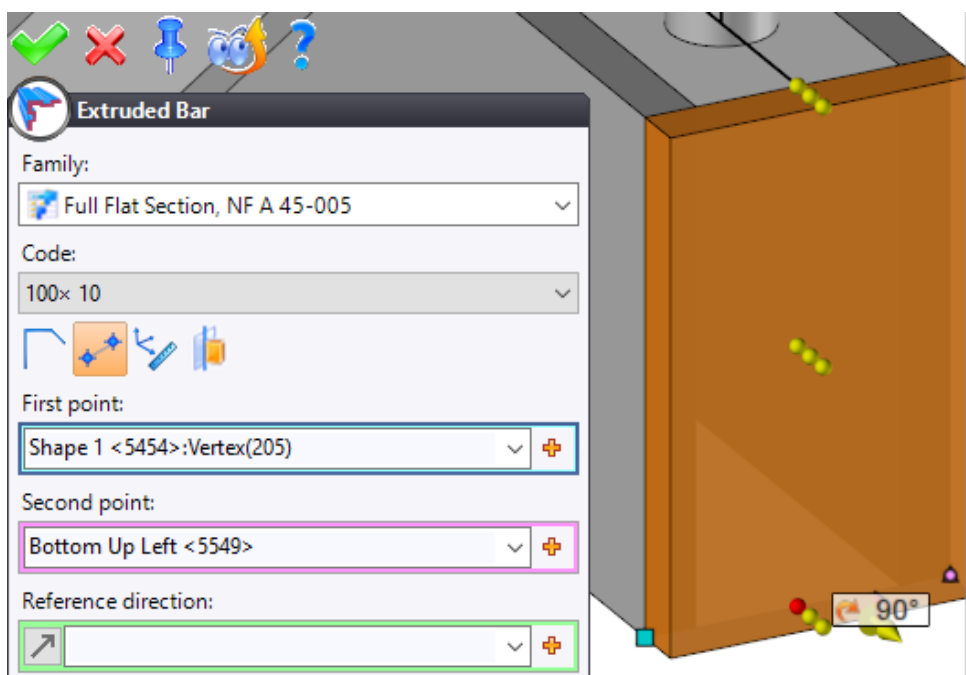 Extruded Bar
Family:
Full Flat Section, NF A 45-005
Code:
100× 10
First point:
Shape 1 <5454>:Vertex(205)
Second point:
Bottom Up Left <5549>
Reference direction:
90°